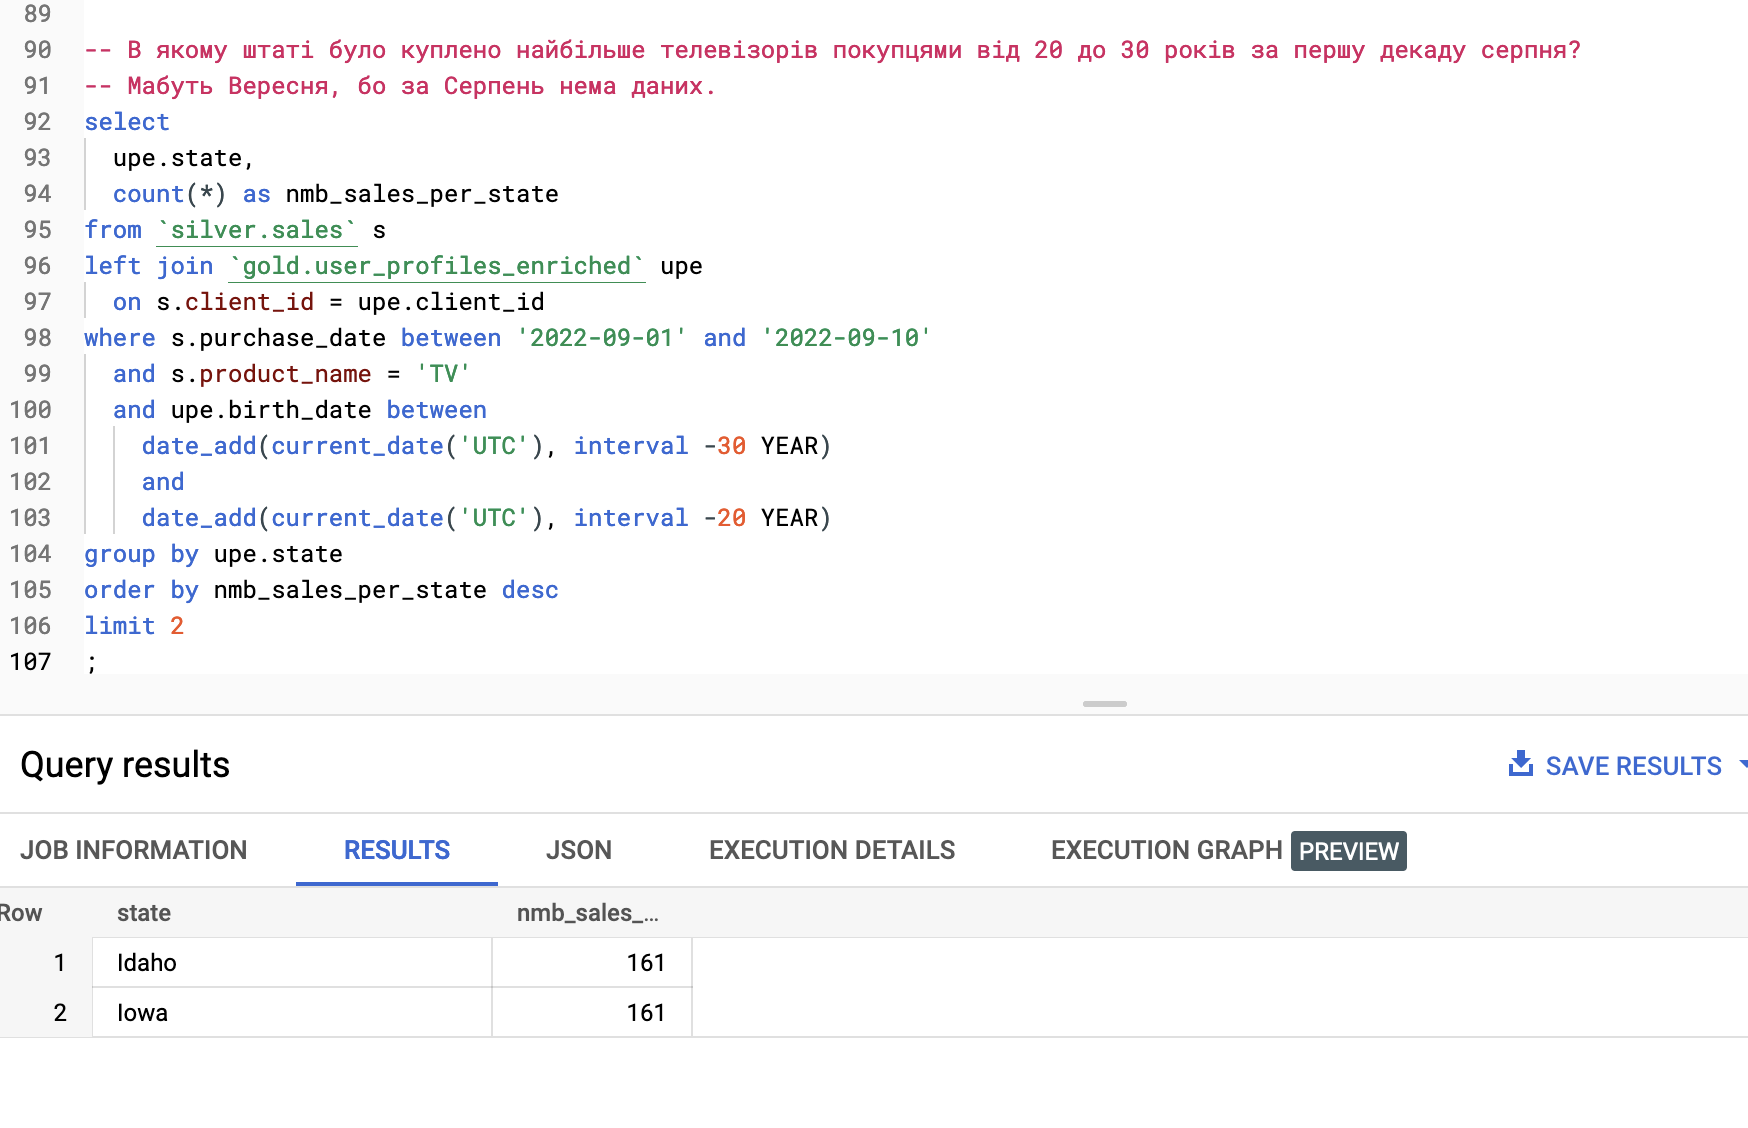 89
90 -- В якому штаті було куплено найбільше телевізорів покупцями від 20 до 30 років за першу декаду серпня?
91 -- Мабуть Вересня, бо за Серпень нема даних.
92 select
93 upe.state,
94 count(*) as nmb_sales_per_state
95 from `silver.sales` s
96 left join `gold.user_profiles_enriched` upe
97 on s.client_id = upe.client_id
98 where s.purchase_date between '2022-09-01' and '2022-09-10'
99 and s.product_name = 'TV'
100 and upe.birth_date between
101 date_add(current_date('UTC'), interval -30 YEAR)
102 and
103 date_add(current_date('UTC'), interval -20 YEAR)
104 group by upe.state
105 order by nmb_sales_per_state desc
106 limit 2
107 ;
Query results
SAVE RESULTS
JOB INFORMATION RESULTS JSON EXECUTION DETAILS EXECUTION GRAPH PREVIEW
Row state nmb_sales_...
1 Idaho 161
2 Iowa 161